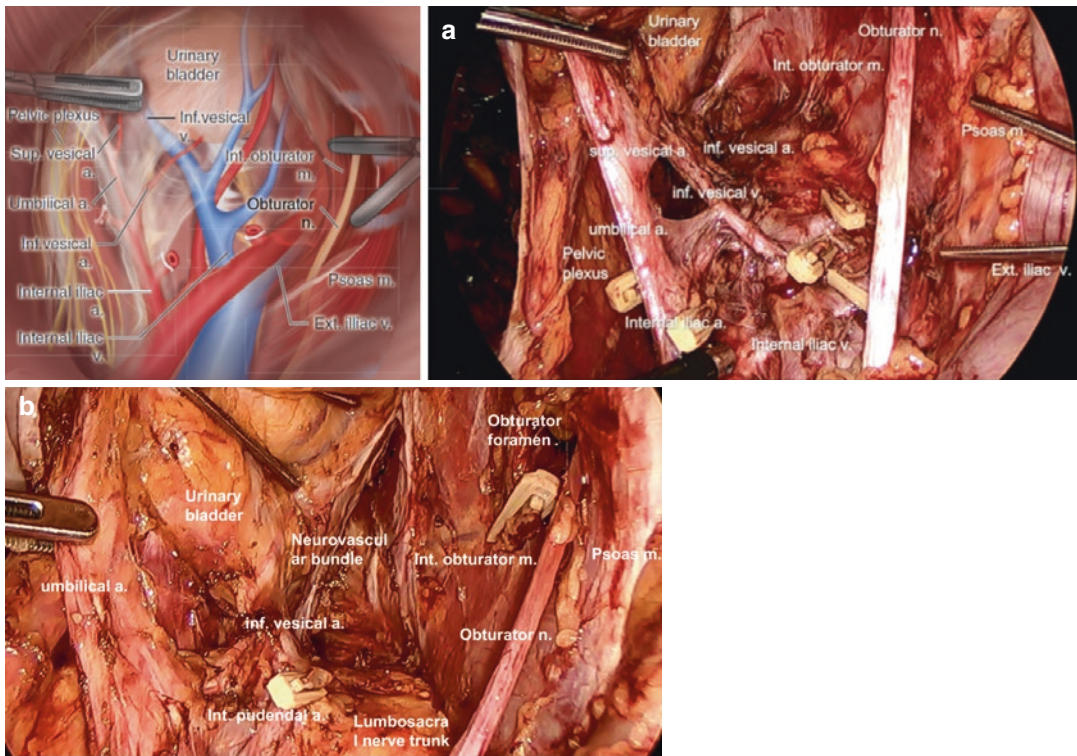 Urinary
bladder
Pelvic plexus
Inf.vesical
v.
Sup. vesical
a.
Int. obturator
m.
Umbilical a.
Obturator
n.
Inf.vesical
a.
Internal iliac
a.
Psoas m.
Internal iliac
v.
Ext. iliac v.
a
Urinary
bladder
Obturator n.
Int. obturator m.
Psoas m.
sup. vesical a.
inf. vesical a.
inf. vesical v.
umbilical a.
Pelvic
plexus
Ext. iliac v.
Internal iliac a.
Internal iliac v.
b
Obturator
foramen .
Urinary
bladder
Neurovascul
ar bundle
Int. obturator m.
Psoas m.
umbilical a.
inf. vesical a.
Obturator n.
Int. pudendal a.
Lumbosacra
l nerve trunk